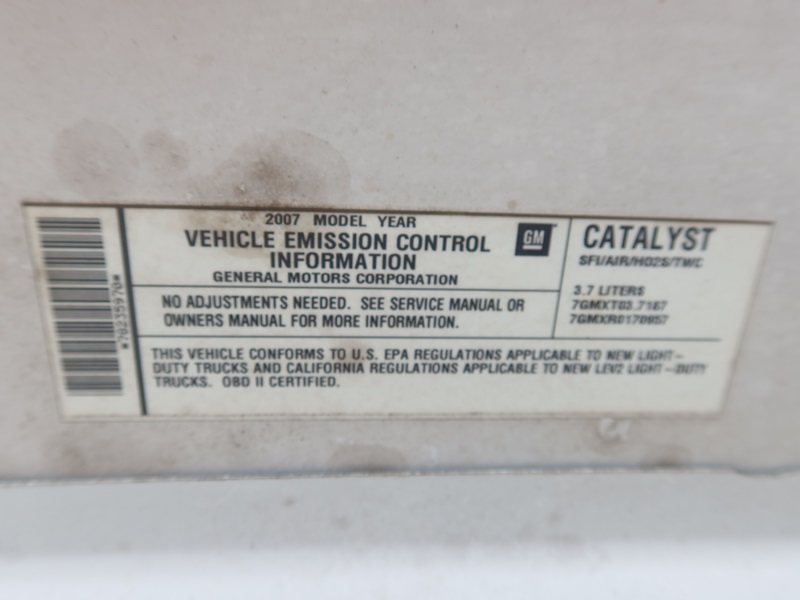 *78235970*
2007 MODEL YEAR
VEHICLE EMISSION CONTROL
INFORMATION
GENERAL MOTORS CORPORATION
GM
NO ADJUSTMENTS NEEDED. SEE SERVICE MANUAL OR
OWNERS MANUAL FOR MORE INFORMATION.
CATALYST
SFI/AIR/HO2S/TWC
3.7 LITERS
THIS VEHICLE CONFORMS TO U.S. EPA REGULATIONS APPLICABLE TO NEW LIGHT-
DUTY TRUCKS AND CALIFORNIA REGULATIONS APPLICABLE TO NEW LEV2 LIGHT-DUTY
TRUCKS. OBD II CERTIFIED.